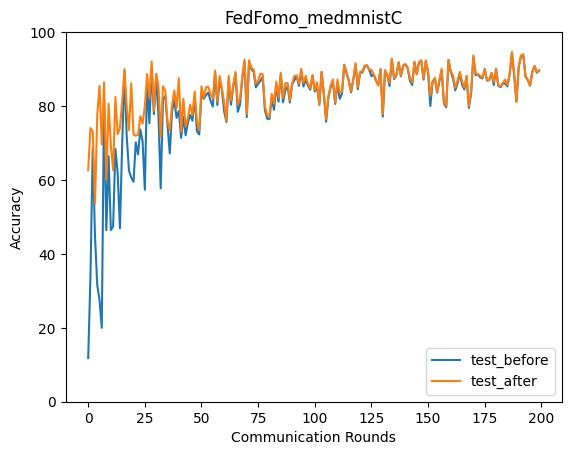 FedFomo_medmnistC
100
80
60
40
20
0
Accuracy
0 25 50 75 100 125 150 175 200
Communication Rounds
test_before
test_after